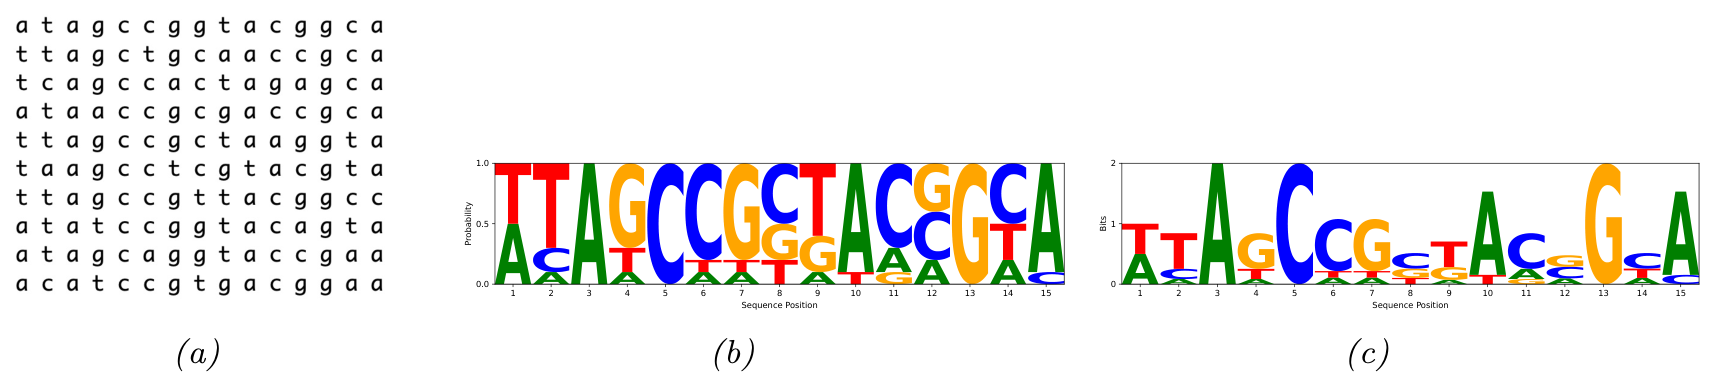 a t a g c c g g t a c g g c a
t t a g c t g c a a c c g c a
t c a g c c a c t a g a g c a
a t a a c c g c g a c c g c a
t t a g c c g c t a a g g t a
t a a g c c t c g t a c g t a
t t a g c c g t t a c g g c c
a t a t c c g g t a c a g t a
a t a g c a g g t a c c g a a
a c a t c c g t g a c g g a a
(a)
Probability
1.0
0.5
0.0
T T A G C C G C T A C G G C A
A C T T T G G T A C T C
A A A A T A G A A
1 2 3 4 5 6 7 8 9 10 11 12 13 14 15
Sequence Position
(b)
Bits
2
1
0
T T A G C C G C T A C G G C A
A C T T T G G T A C T C
A A A A T A G A A
1 2 3 4 5 6 7 8 9 10 11 12 13 14 15
Sequence Position
(c)